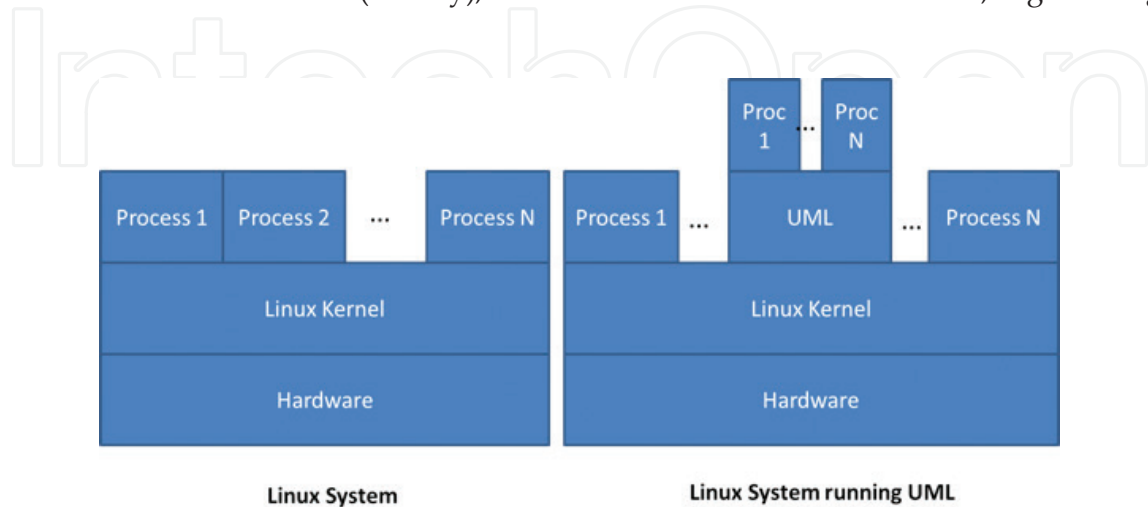 IntechOpen
Proc 1 ... Proc N
Process 1 Process 2 ... Process N
Process 1 ... UML ... Process N
Linux Kernel
Linux Kernel
Hardware
Hardware
Linux System
Linux System running UML